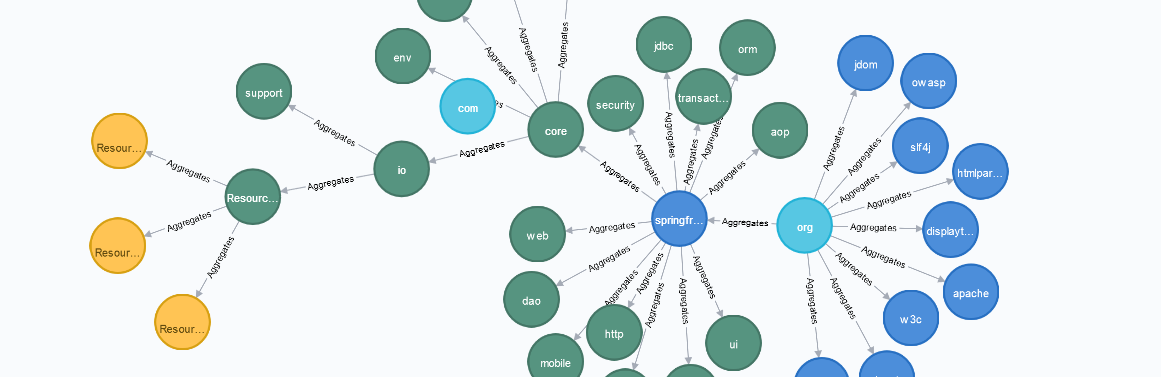 Aggregates
Aggregates
Aggregates
jdbc
orm
env
jdom
owasp
support
com
security
transact...
core
aop
Resour...
Aggregates
Aggregates
Aggregates
Aggregates
slf4j
Aggregates
Aggregates
Aggregates
Aggregates
io
Aggregates
Aggregates
Aggregates
Aggregates
Aggregates
htmlpar...
Resourc...
Aggregates
Aggregates
web
Aggregates
springfr...
Aggregates
org
Aggregates
displayt...
Resour...
Aggregates
Aggregates
Aggregates
Aggregates
Aggregates
Aggregates
Aggregates
dao
Aggregates
Aggregates
Aggregates
Aggregates
Aggregates
apache
Resour...
http
w3c
ui
mobile